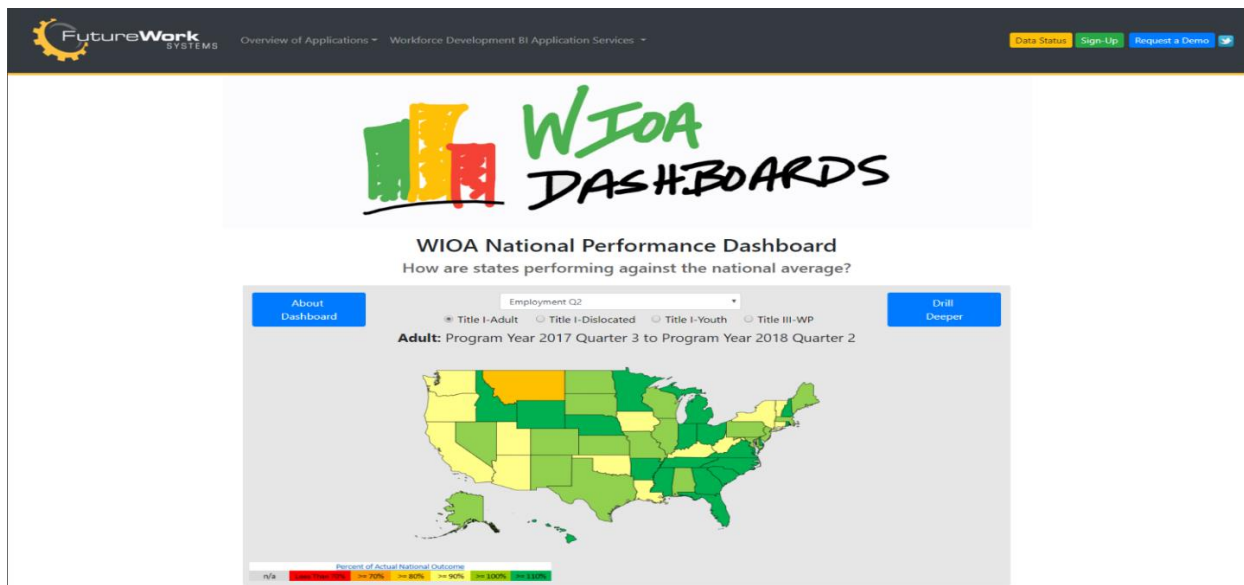 FutureWork
SYSTEMS
Overview of Applications Workforce Development BI Application Services
Data Status Sign-Up Request a Demo
WIOA
DASHBOARDS
WIOA National Performance Dashboard
How are states performing against the national average?
About
Dashboard
Employment Q2
Drill
Deeper
Title I-Adult Title I-Dislocated Title I-Youth Title III-WP
Adult: Program Year 2017 Quarter 3 to Program Year 2018 Quarter 2
Percent of Actual National Outcome
n/a Less Than 70% >= 70% >= 80% >= 90% >= 100% >= 110%